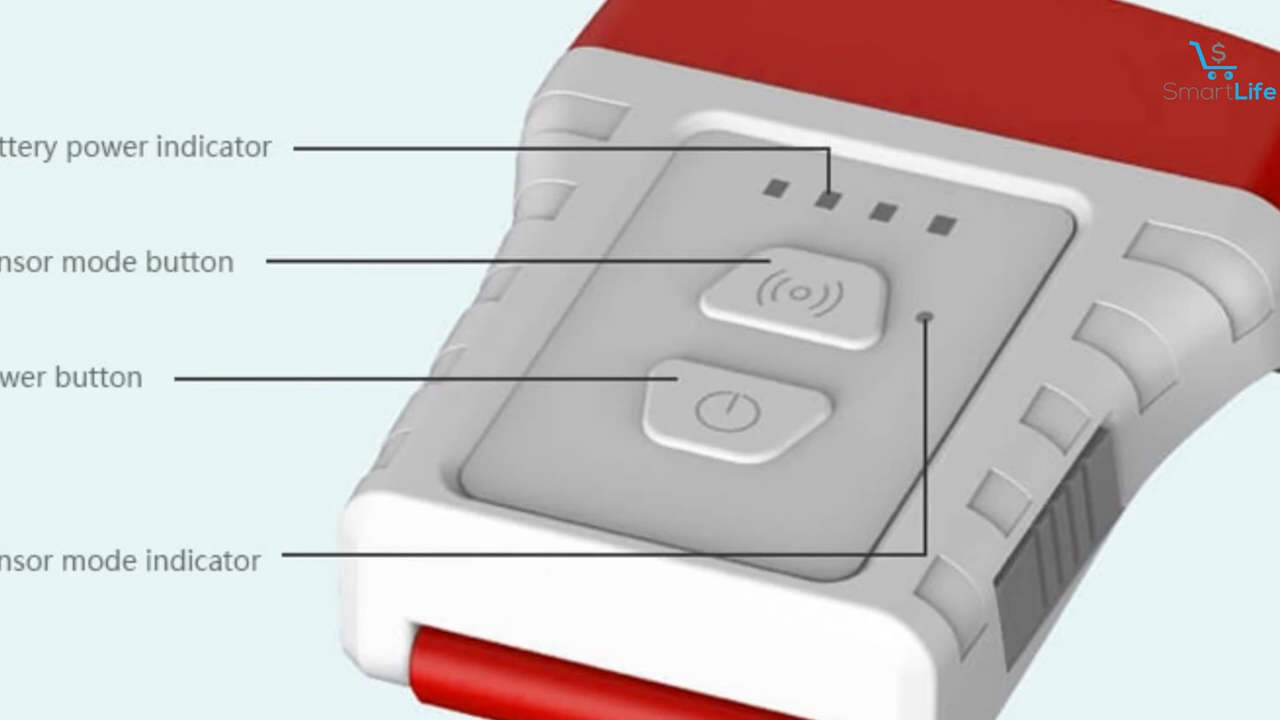 SmartLife
ttery power indicator
nsor mode button
wer button
nsor mode indicator